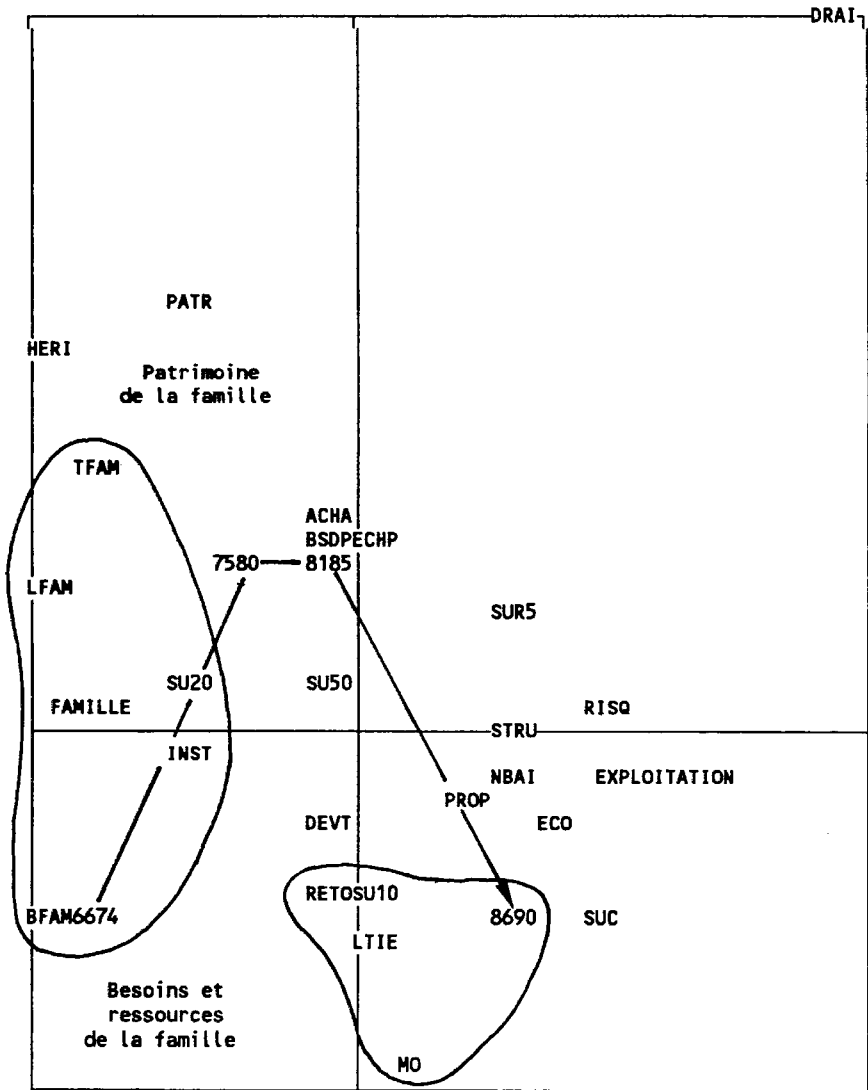 DRAI
PATR
HERI
Patrimoine
de la famille
TFAM
ACHA
BSDPECHP
7580 8185
LFAM
SUR5
SU20 SU50
FAMILLE RISQ
STRU
INST
NBAI EXPLOITATION
PROP
DEVT ECO
RETOSU10
BFAM6674 8690 SUC
LTIE
Besoins et
ressources
de la famille
MO